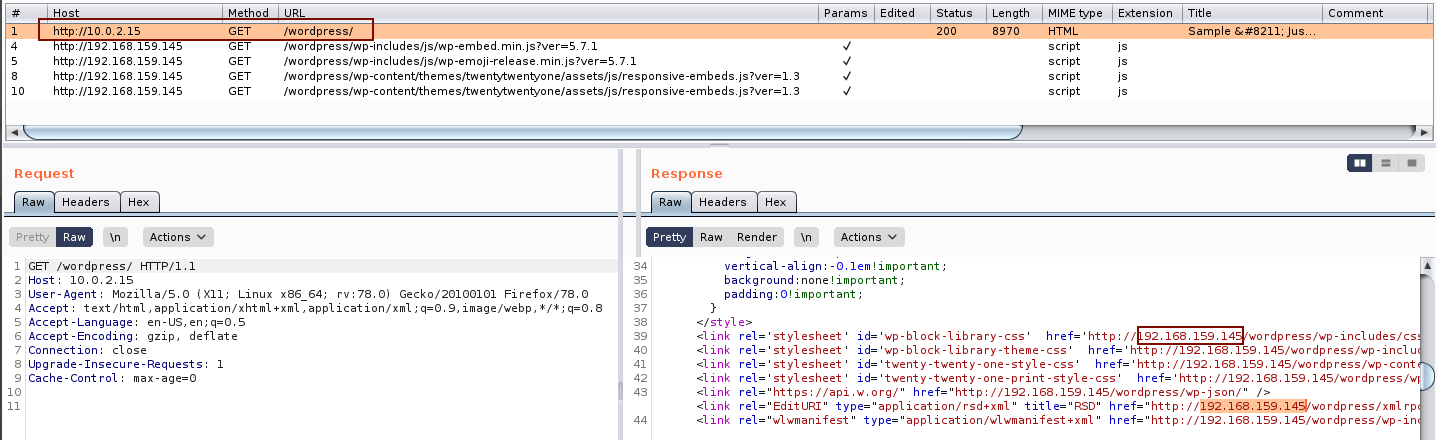 # Host Method URL Params Edited Status Length MIME type Extension Title Comment
1 http://10.0.2.15 GET /wordpress/ 200 8970 HTML Sample &#8211; Jus...
4 http://192.168.159.145 GET /wordpress/wp-includes/js/wp-embed.min.js?ver=5.7.1 ✓ script js
5 http://192.168.159.145 GET /wordpress/wp-includes/js/wp-emoji-release.min.js?ver=5.7.1 ✓ script js
8 http://192.168.159.145 GET /wordpress/wp-content/themes/twentytwentyone/assets/js/responsive-embeds.js?ver=1.3 ✓ script js
10 http://192.168.159.145 GET /wordpress/wp-content/themes/twentytwentyone/assets/js/responsive-embeds.js?ver=1.3 ✓ script js
Request
Raw Headers Hex
Pretty Raw \n Actions
1 GET /wordpress/ HTTP/1.1
2 Host: 10.0.2.15
3 User-Agent: Mozilla/5.0 (X11; Linux x86_64; rv:78.0) Gecko/20100101 Firefox/78.0
4 Accept: text/html,application/xhtml+xml,application/xml;q=0.9,image/webp,*/*;q=0.8
5 Accept-Language: en-US,en;q=0.5
6 Accept-Encoding: gzip, deflate
7 Connection: close
8 Upgrade-Insecure-Requests: 1
9 Cache-Control: max-age=0
10
11
Response
Raw Headers Hex
Pretty Raw Render \n Actions
34 vertical-align:-0.1em!important;
35 background:none!important;
36 padding:0!important;
37 }
38 </style>
39 <link rel='stylesheet' id='wp-block-library-css' href='http://192.168.159.145/wordpress/wp-includes/css
40 <link rel='stylesheet' id='wp-block-library-theme-css' href='http://192.168.159.145/wordpress/wp-includ
41 <link rel='stylesheet' id='twenty-twenty-one-style-css' href='http://192.168.159.145/wordpress/wp-conte
42 <link rel='stylesheet' id='twenty-twenty-one-print-style-css' href='http://192.168.159.145/wordpress/wp
43 <link rel="https://api.w.org/" href="http://192.168.159.145/wordpress/wp-json/" />
<link rel="EditURI" type="application/rsd+xml" title="RSD" href="http://192.168.159.145/wordpress/xmlrpc
44 <link rel="wlwmanifest" type="application/wlwmanifest+xml" href="http://192.168.159.145/wordpress/wp-inc